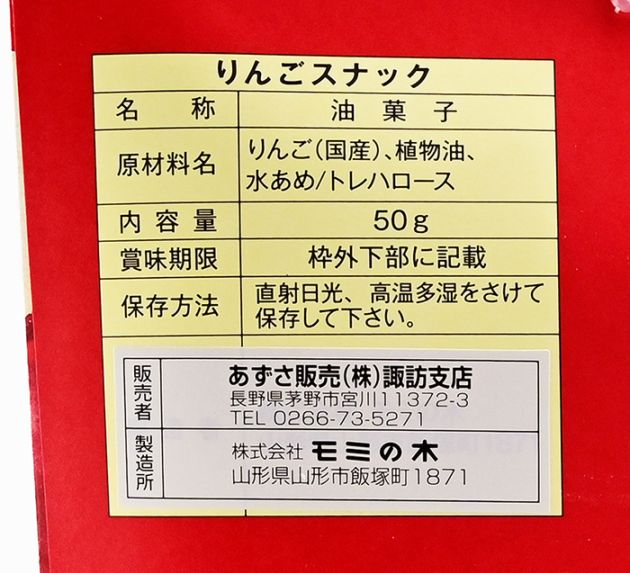 りんごスナック
名 称 油菓子
原材料名 りんご(国産)、植物油、
水あめ/トレハロース
内容量 50g
賞味期限 枠外下部に記載
保存方法 直射日光、高温多湿をさけて
保存して下さい。
販売者 あずさ販売(株)諏訪支店
長野県茅野市宮川11372-3
TEL 0266-73-5271
製造所 株式会社 モミの木
山形県山形市飯塚町1871